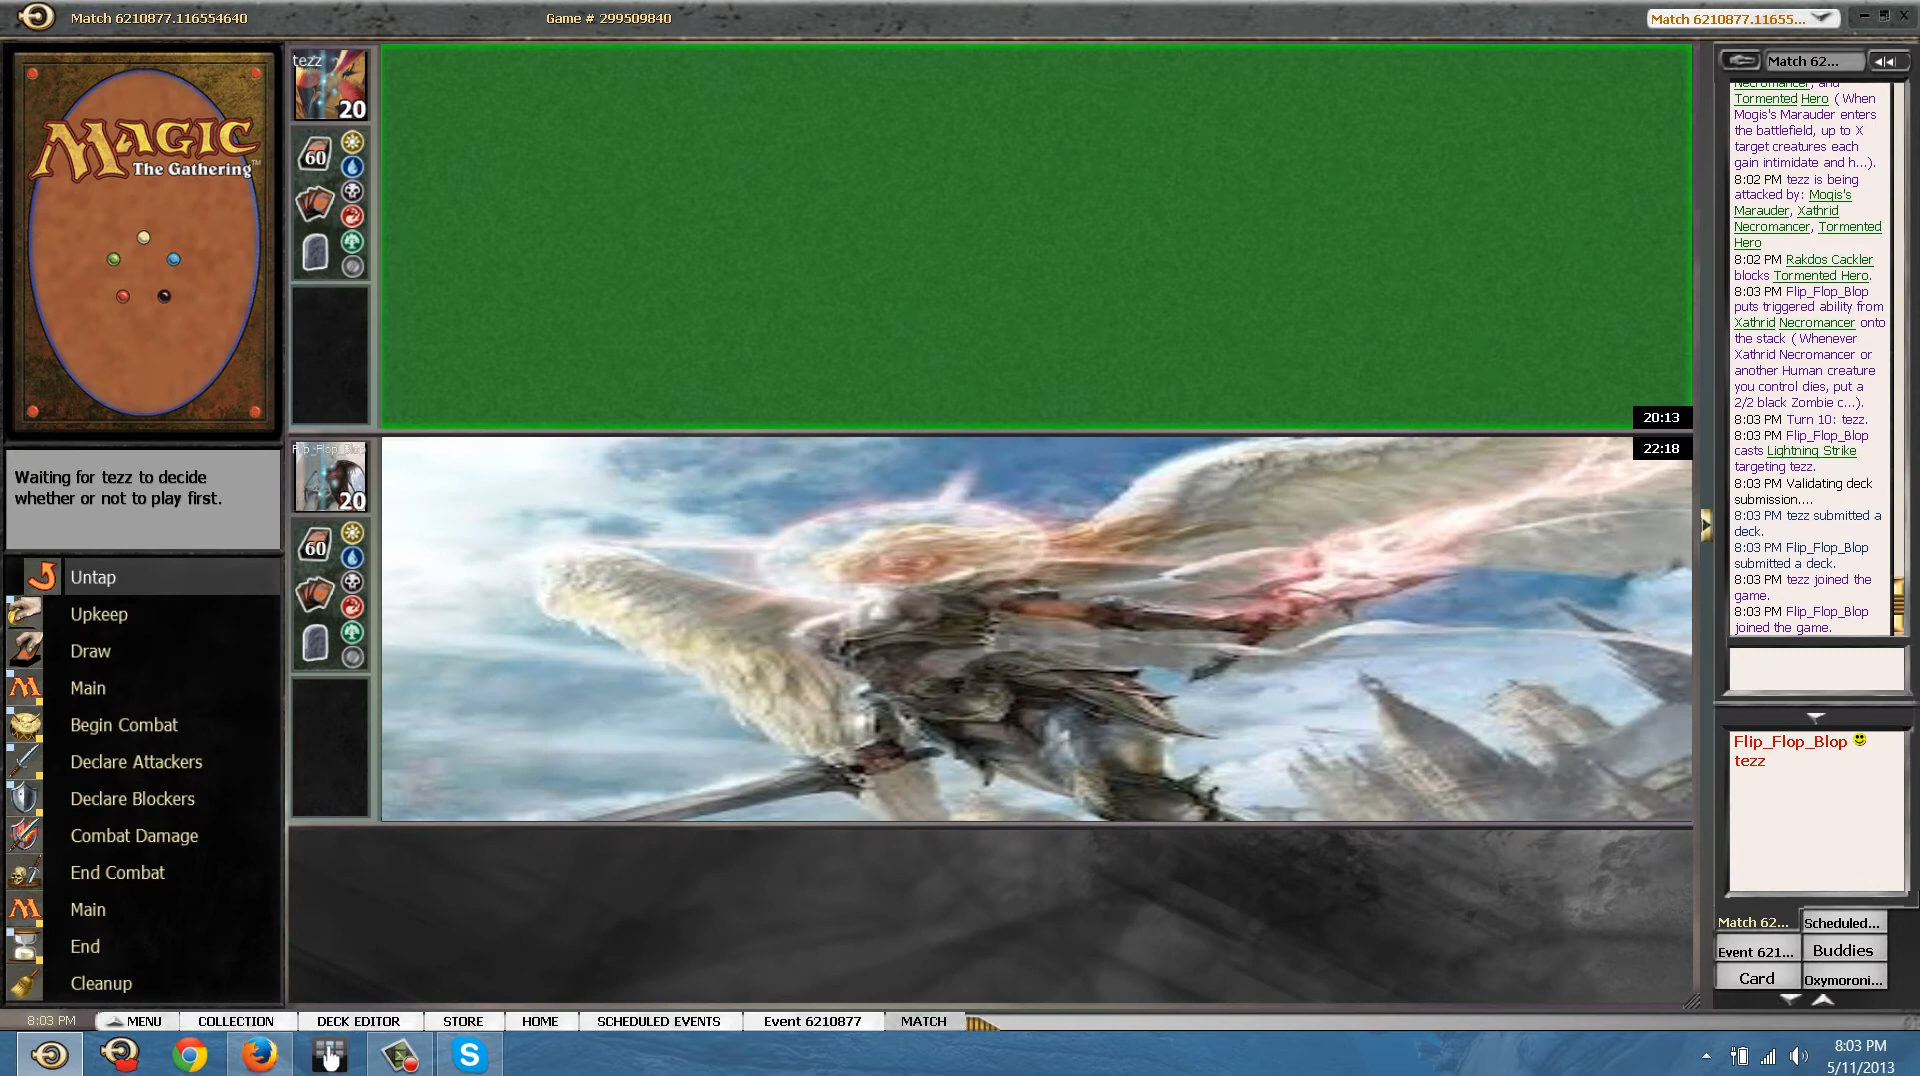 Match 6210877.116554640
Game # 299509840
Match 6210877.11655...
MAGIC
The Gathering™
tezz
20
60
20:13
Waiting for tezz to decide
whether or not to play first.
Flip_Flop_Blop
20
60
22:18
Untap
Upkeep
Draw
Main
Begin Combat
Declare Attackers
Declare Blockers
Combat Damage
End Combat
Main
End
Cleanup
Match 62...
Necromancer, and
Tormented Hero ( When
Mogis's Marauder enters
the battlefield, up to X
target creatures each
gain intimidate and h...).
8:02 PM tezz is being
attacked by: Mogis's
Marauder, Xathrid
Necromancer, Tormented
Hero
8:02 PM Rakdos Cackler
blocks Tormented Hero.
8:03 PM Flip_Flop_Blop
puts triggered ability from
Xathrid Necromancer onto
the stack ( Whenever
Xathrid Necromancer or
another Human creature
you control dies, put a
2/2 black Zombie c...).
8:03 PM Turn 10: tezz.
8:03 PM Flip_Flop_Blop
casts Lightning Strike
targeting tezz.
8:03 PM Validating deck
submission....
8:03 PM tezz submitted a
deck.
8:03 PM Flip_Flop_Blop
submitted a deck.
8:03 PM tezz joined the
game.
8:03 PM Flip_Flop_Blop
joined the game.
Flip_Flop_Blop
tezz
Match 62...
Scheduled...
Event 621...
Buddies
Card
Oxymoroni...
8:03 PM
MENU
COLLECTION
DECK EDITOR
STORE
HOME
SCHEDULED EVENTS
Event 6210877
MATCH
8:03 PM
5/11/2013